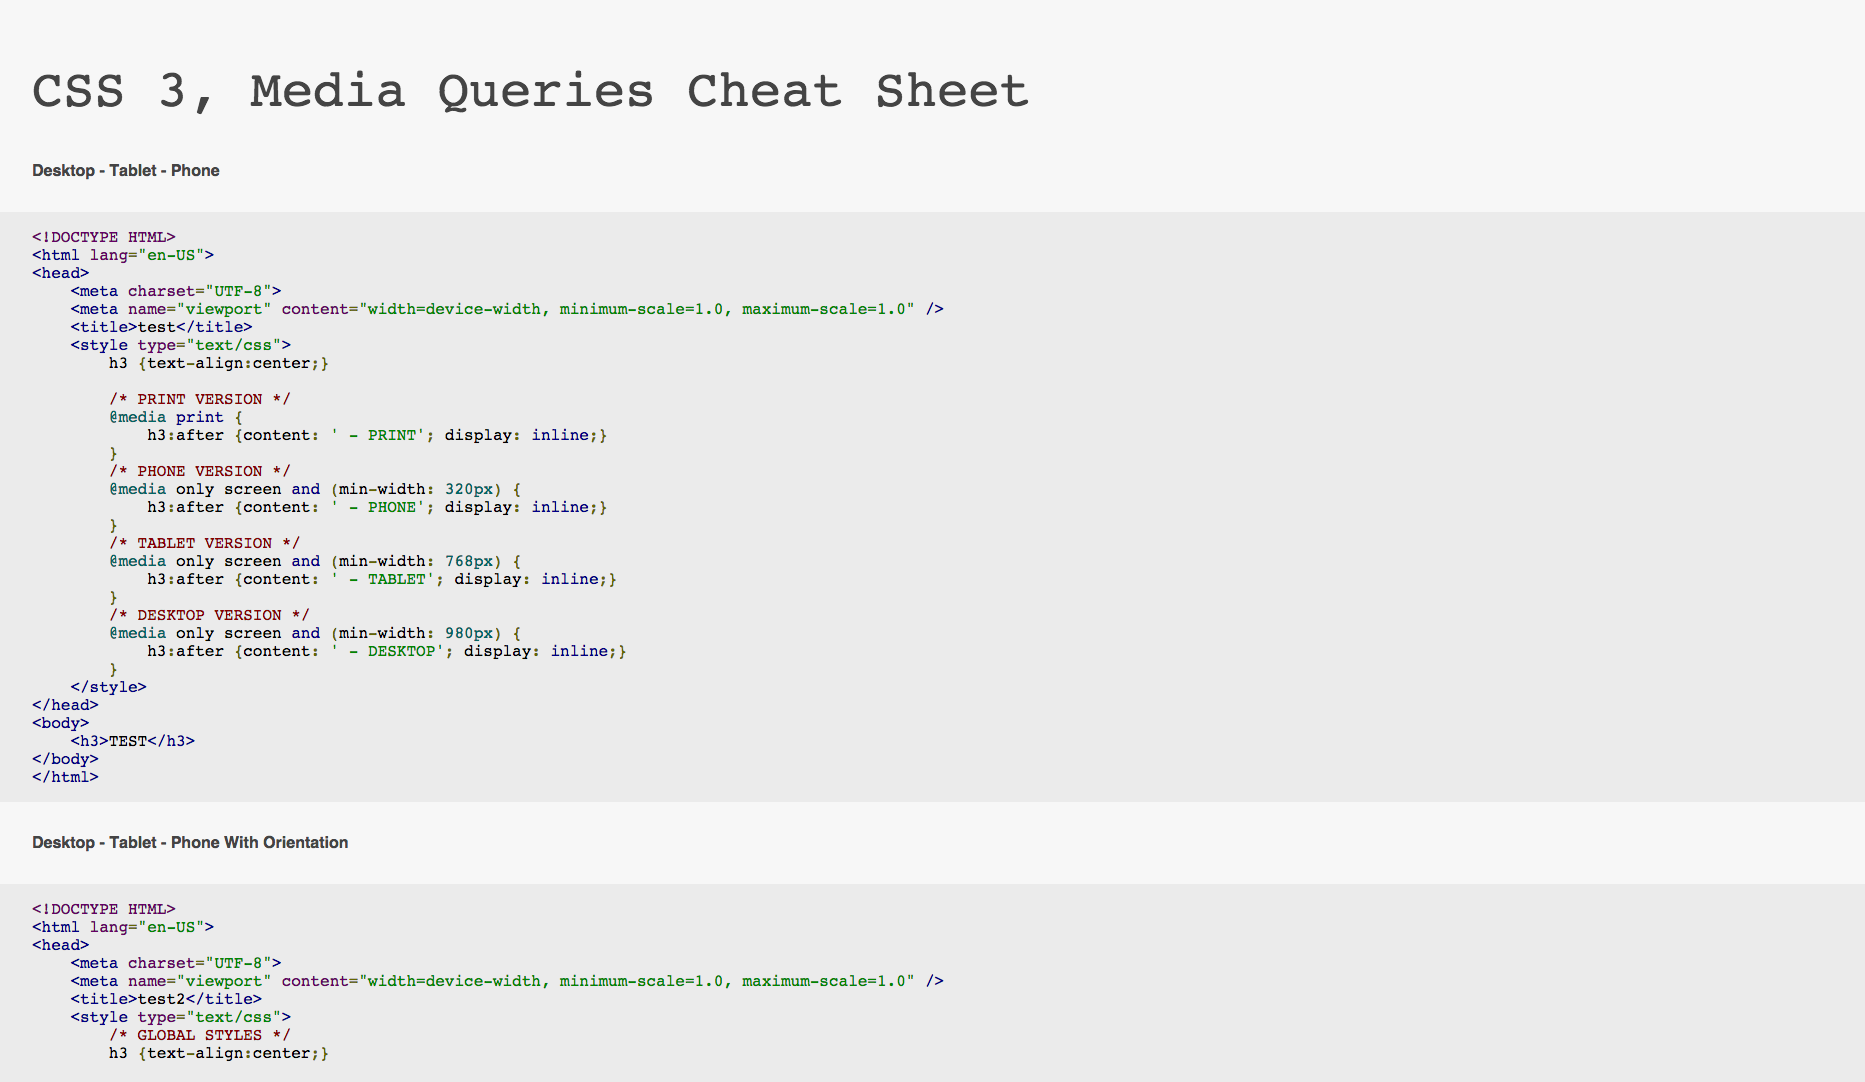 CSS 3, Media Queries Cheat Sheet
Desktop - Tablet - Phone
<!DOCTYPE HTML>
<html lang="en-US">
<head>
    <meta charset="UTF-8">
    <meta name="viewport" content="width=device-width, minimum-scale=1.0, maximum-scale=1.0" />
    <title>test</title>
    <style type="text/css">
        h3 {text-align:center;}

        /* PRINT VERSION */
        @media print {
            h3:after {content: ' - PRINT'; display: inline;}
        }
        /* PHONE VERSION */
        @media only screen and (min-width: 320px) {
            h3:after {content: ' - PHONE'; display: inline;}
        }
        /* TABLET VERSION */
        @media only screen and (min-width: 768px) {
            h3:after {content: ' - TABLET'; display: inline;}
        }
        /* DESKTOP VERSION */
        @media only screen and (min-width: 980px) {
            h3:after {content: ' - DESKTOP'; display: inline;}
        }
    </style>
</head>
<body>
    <h3>TEST</h3>
</body>
</html>
Desktop - Tablet - Phone With Orientation
<!DOCTYPE HTML>
<html lang="en-US">
<head>
    <meta charset="UTF-8">
    <meta name="viewport" content="width=device-width, minimum-scale=1.0, maximum-scale=1.0" />
    <title>test2</title>
    <style type="text/css">
        /* GLOBAL STYLES */
        h3 {text-align:center;}